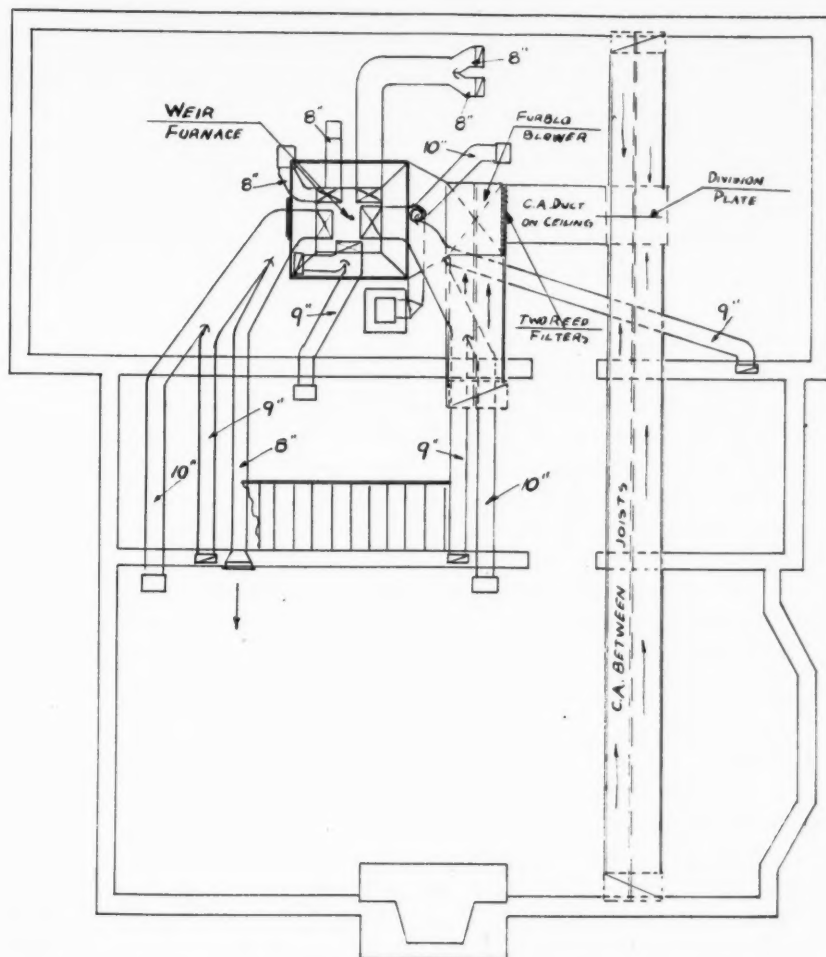 8"
8"
WEIR
FURNACE
8"
FURBLO
BLOWER
10"
8"
C.A. DUCT
ON CEILING
DIVISION
PLATE
9"
TWO REED
FILTERS
9"
9"
8"
9"
10"
10"
C.A. BETWEEN JOISTS